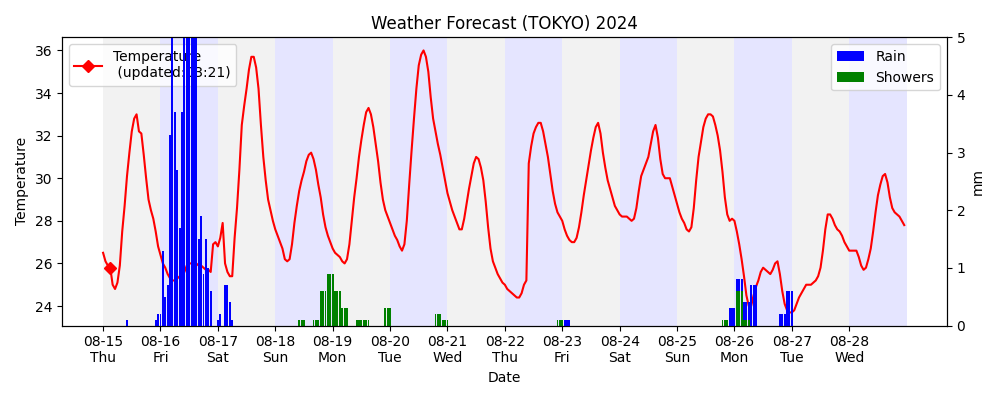 Weather Forecast (TOKYO) 2024
Temperature
(updated:03:21)
Rain
Showers
Temperature
36
34
32
30
28
26
24
5
4
3
2
1
0
mm
08-15 08-16 08-17 08-18 08-19 08-20 08-21 08-22 08-23 08-24 08-25 08-26 08-27 08-28
Thu Fri Sat Sun Mon Tue Wed Thu Fri Sat Sun Mon Tue Wed
Date